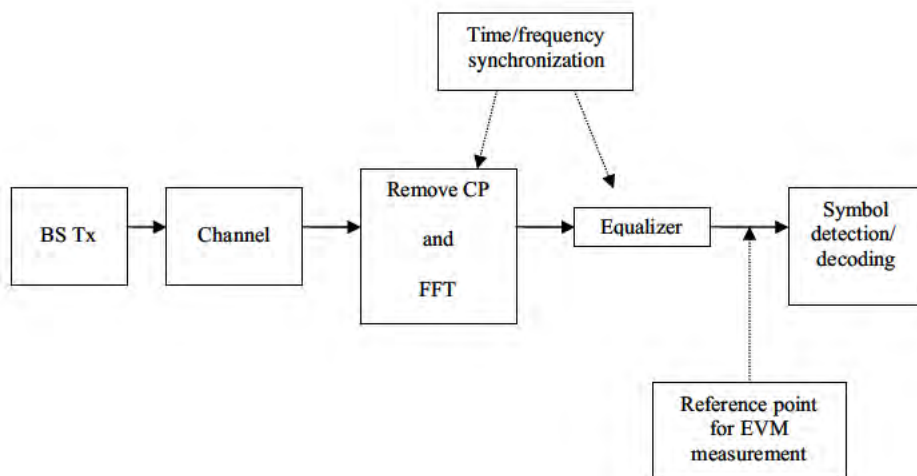 Time/frequency
synchronization
BS Tx
Channel
Remove CP
and
FFT
Equalizer
Symbol
detection/
decoding
Reference point
for EVM
measurement